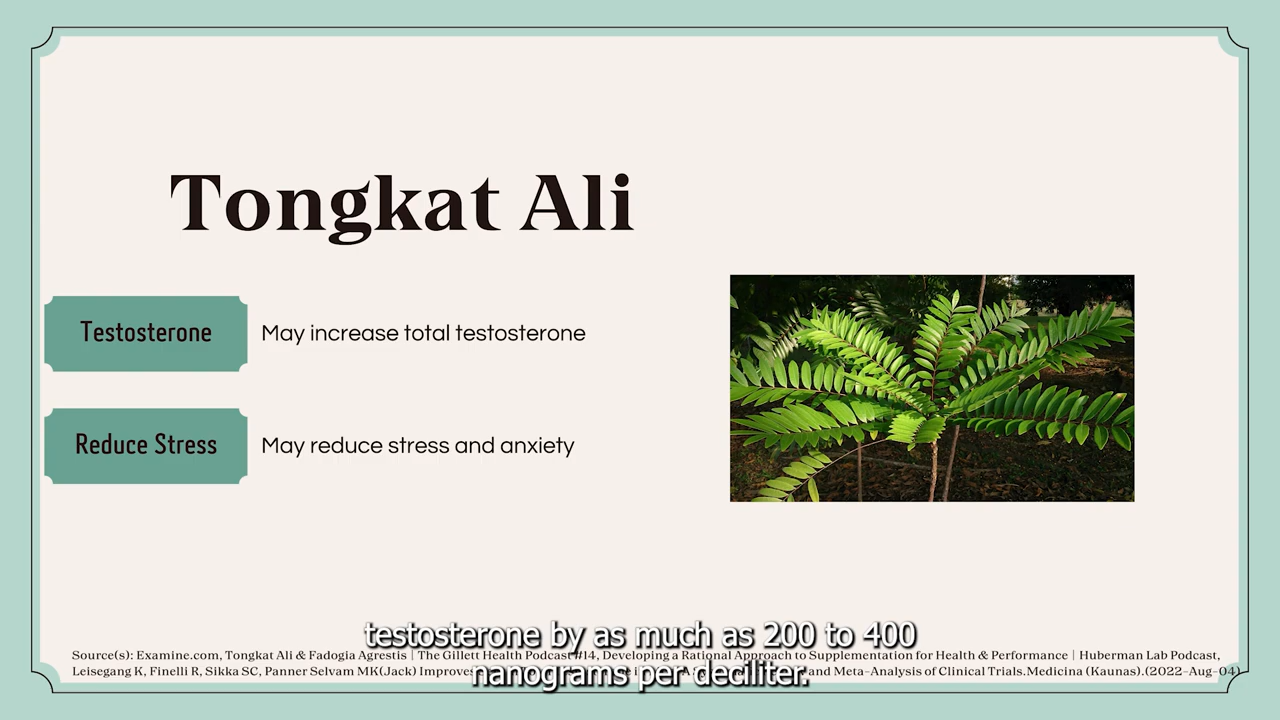 Tongkat Ali
Testosterone
May increase total testosterone
Reduce Stress
May reduce stress and anxiety
testosterone by as much as 200 to 400
nanograms per deciliter.
Source(s): Examine.com, Tongkat Ali & Fadogia Agrestis | The Gillett Health Podcast #14, Developing a Rational Approach to Supplementation for Health & Performance | Huberman Lab Podcast,
Leisegang K, Finelli R, Sikka SC, Panner Selvam MK(Jack) Improves and Meta-Analysis of Clinical Trials.Medicina (Kaunas).(2022-Aug-04)